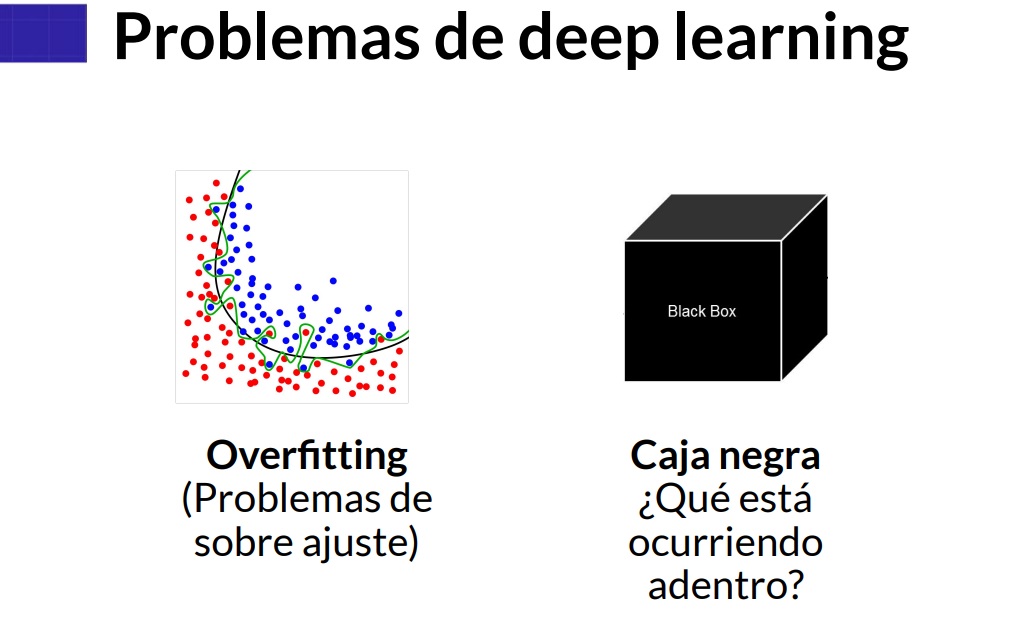 Problemas de deep learning
Overfitting
(Problemas de
sobre ajuste)
Black Box
Caja negra
¿Qué está
ocurriendo
adentro?